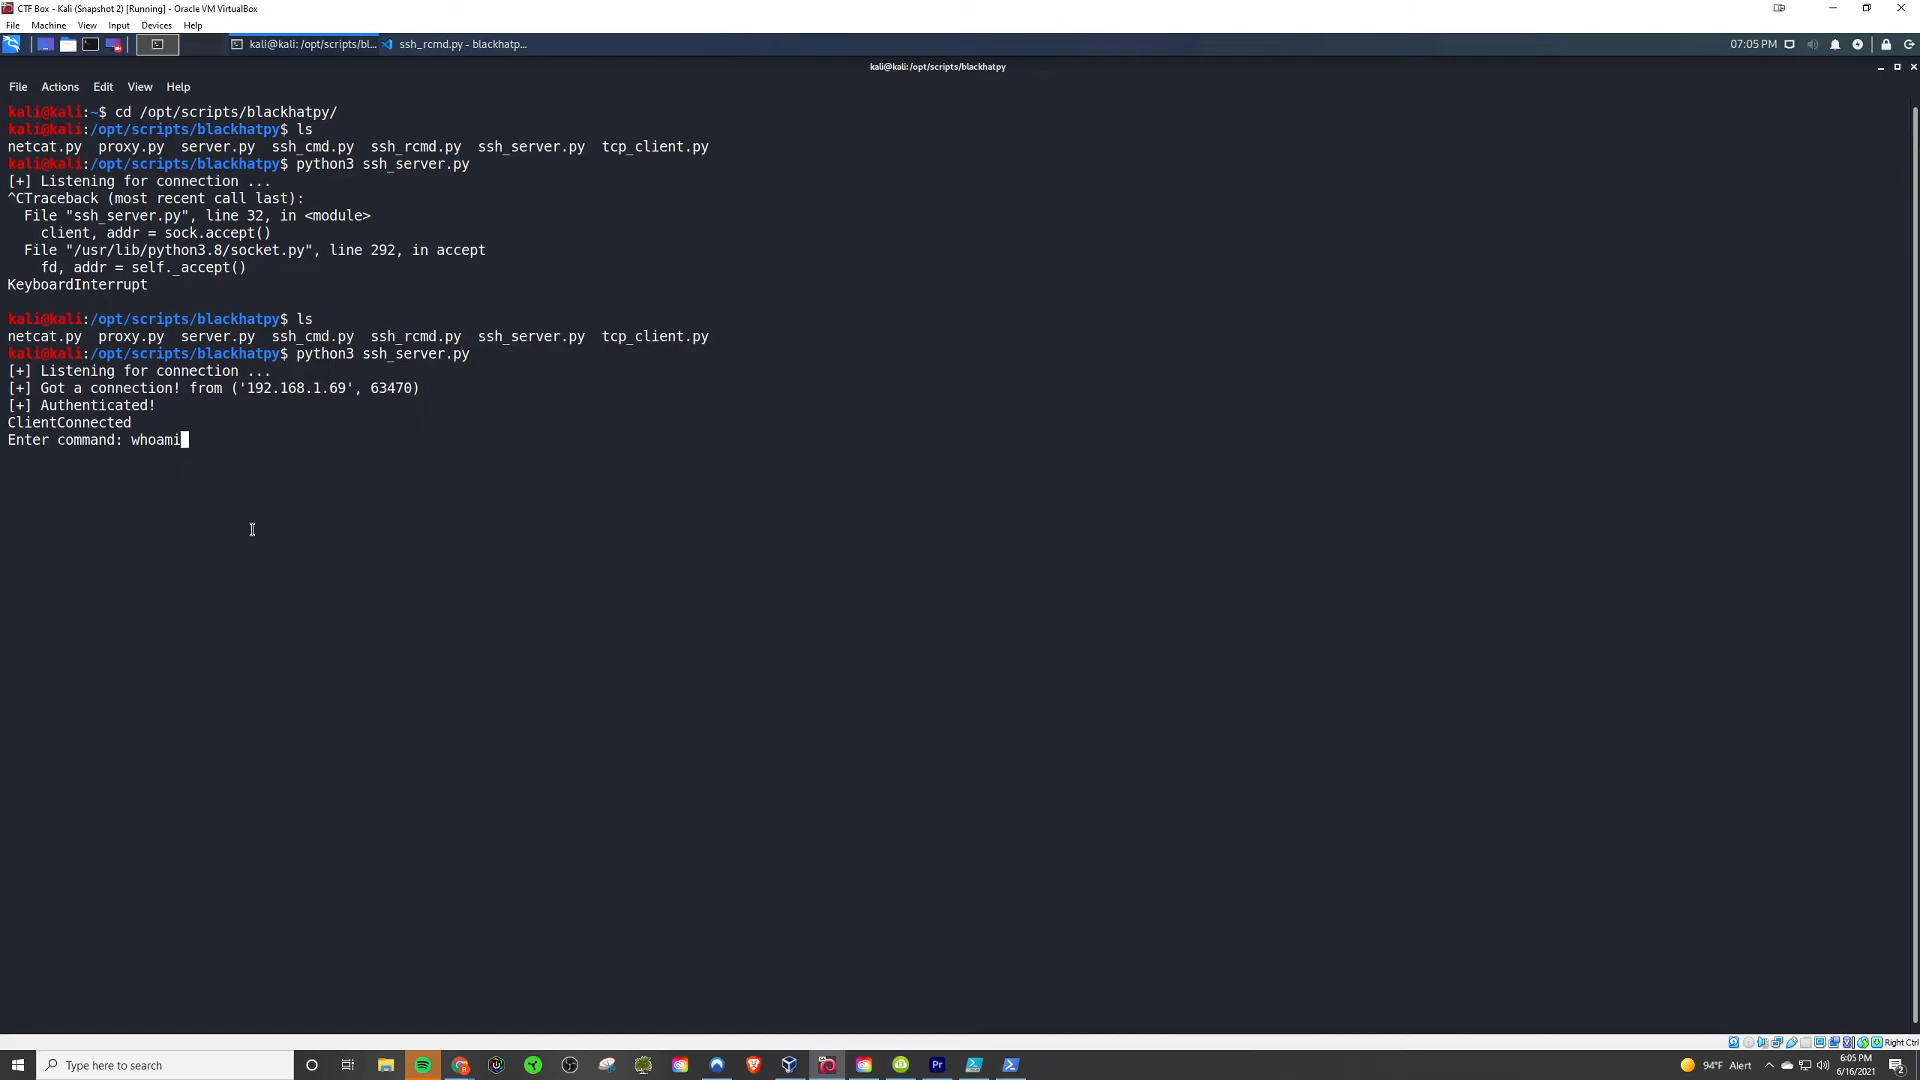 CTF Box - Kali (Snapshot 2) [Running] - Oracle VM VirtualBox
File Machine View Input Devices Help
kali@kali: /opt/scripts/bl... ssh_rcmd.py - blackhatp... 07:05 PM
kali@kali: /opt/scripts/blackhatpy
File Actions Edit View Help
kali@kali:~$ cd /opt/scripts/blackhatpy/
kali@kali:/opt/scripts/blackhatpy$ ls
netcat.py proxy.py server.py ssh_cmd.py ssh_rcmd.py ssh_server.py tcp_client.py
kali@kali:/opt/scripts/blackhatpy$ python3 ssh_server.py
[+] Listening for connection ...
^CTraceback (most recent call last):
File "ssh_server.py", line 32, in <module>
client, addr = sock.accept()
File "/usr/lib/python3.8/socket.py", line 292, in accept
fd, addr = self._accept()
KeyboardInterrupt
kali@kali:/opt/scripts/blackhatpy$ ls
netcat.py proxy.py server.py ssh_cmd.py ssh_rcmd.py ssh_server.py tcp_client.py
kali@kali:/opt/scripts/blackhatpy$ python3 ssh_server.py
[+] Listening for connection ...
[+] Got a connection! from ('192.168.1.69', 63470)
[+] Authenticated!
ClientConnected
Enter command: whoami
Right Ctrl
Type here to search
94°F Alert
6:05 PM
6/16/2021